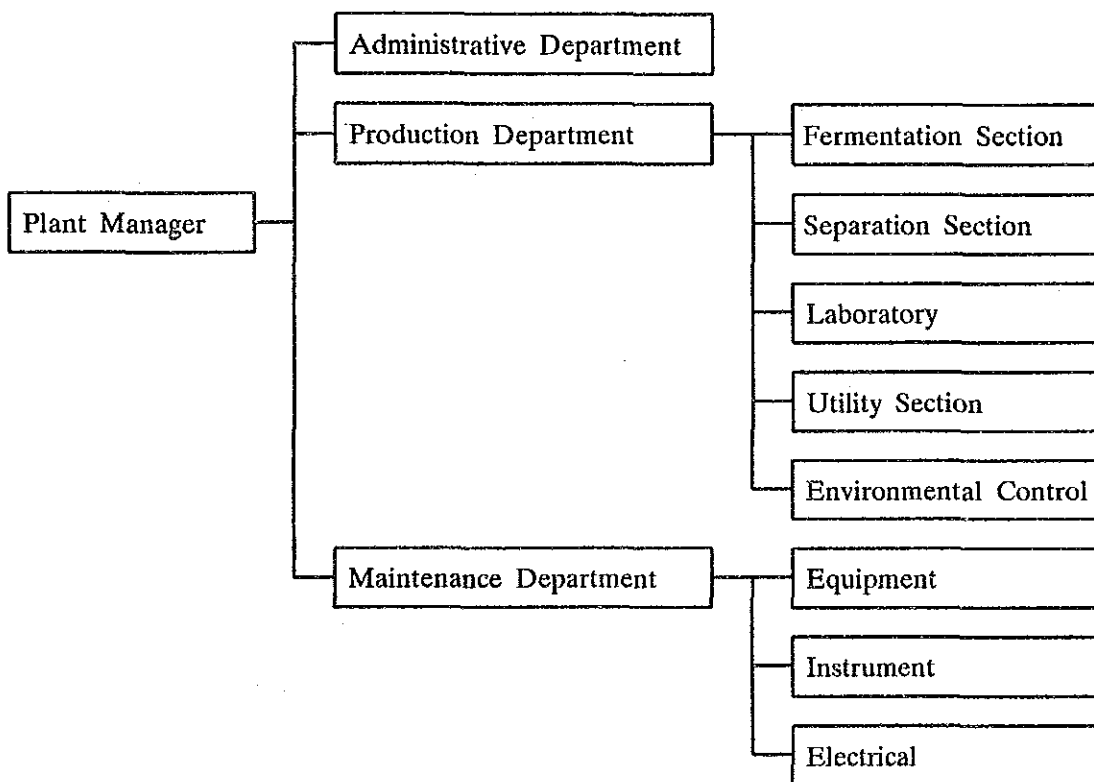 Administrative Department
Production Department
Fermentation Section
Plant Manager
Separation Section
Laboratory
Utility Section
Environmental Control
Maintenance Department
Equipment
Instrument
Electrical